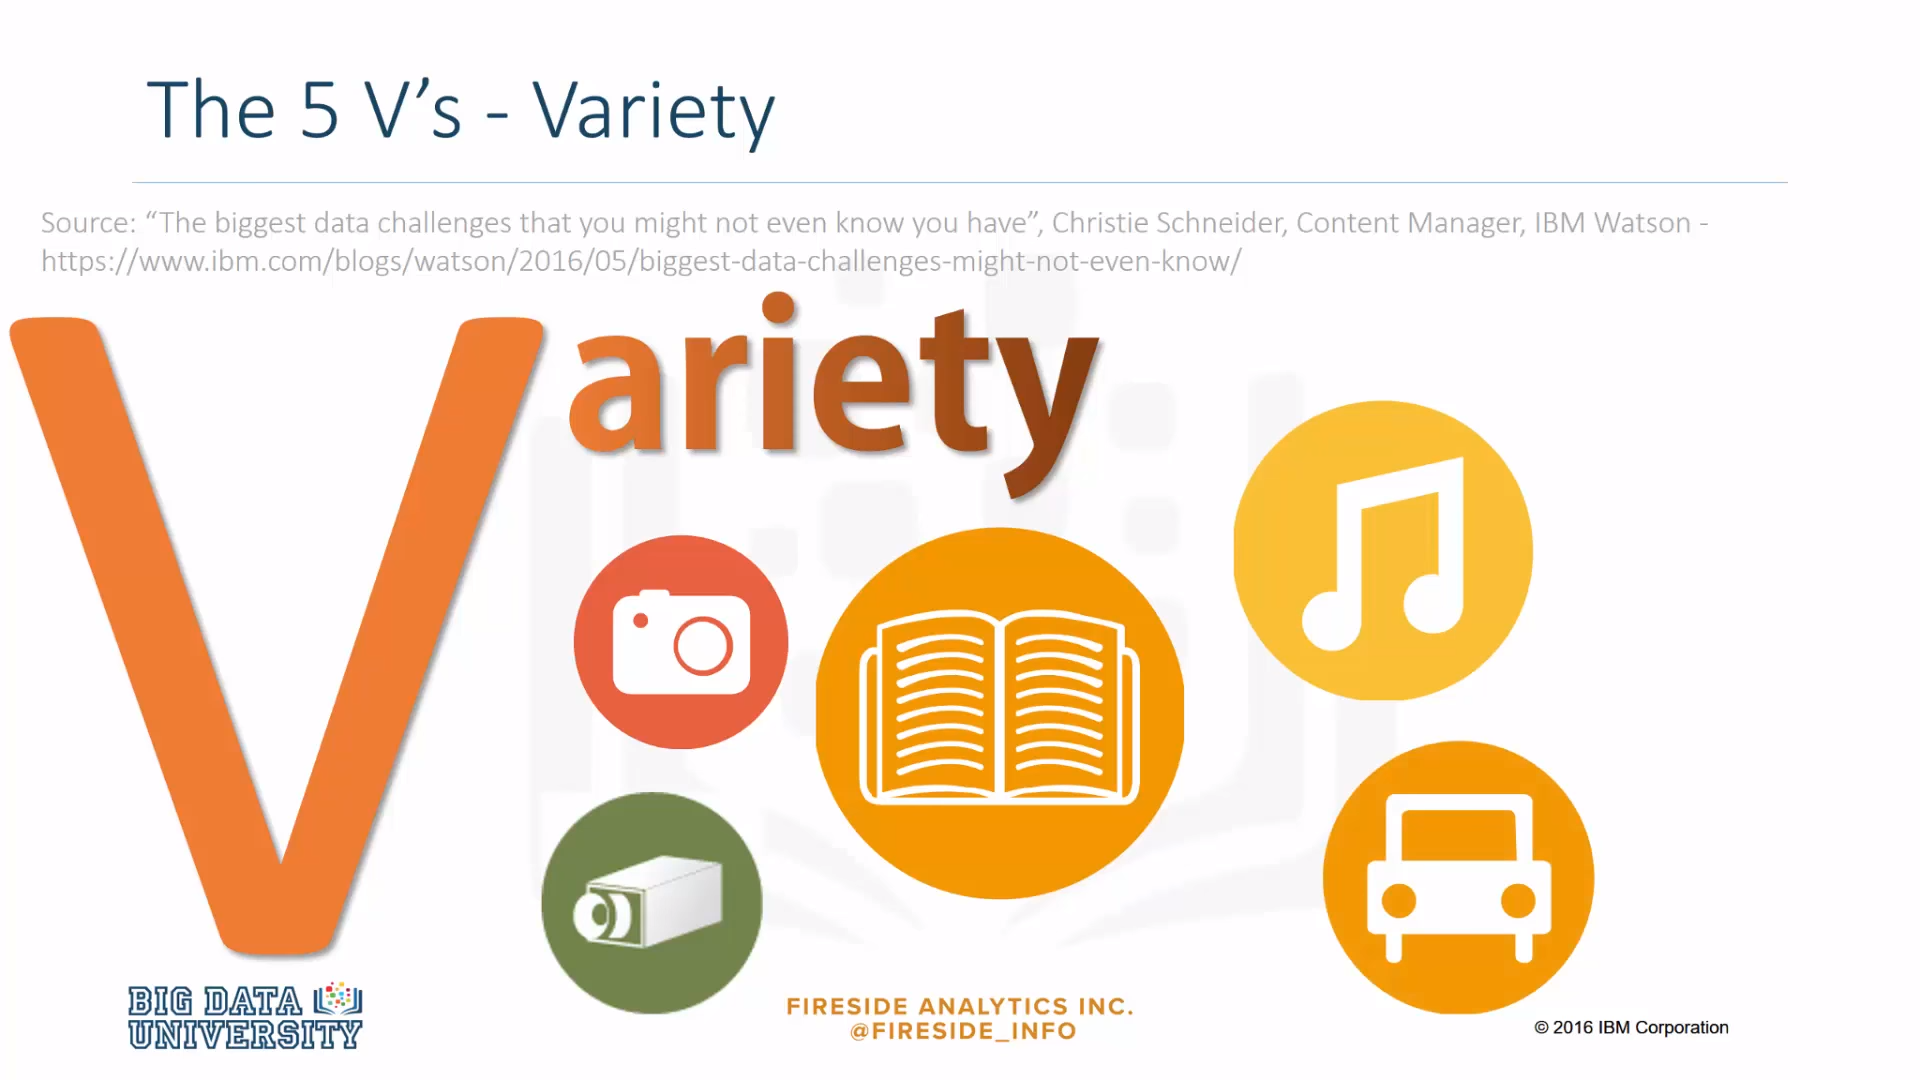 The 5 V’s - Variety
Source: “The biggest data challenges that you might not even know you have”, Christie Schneider, Content Manager, IBM Watson -
https://www.ibm.com/blogs/watson/2016/05/biggest-data-challenges-might-not-even-know/
Variety
BIG DATA
UNIVERSITY
FIRESIDE ANALYTICS INC.
@FIRESIDE_INFO
© 2016 IBM Corporation